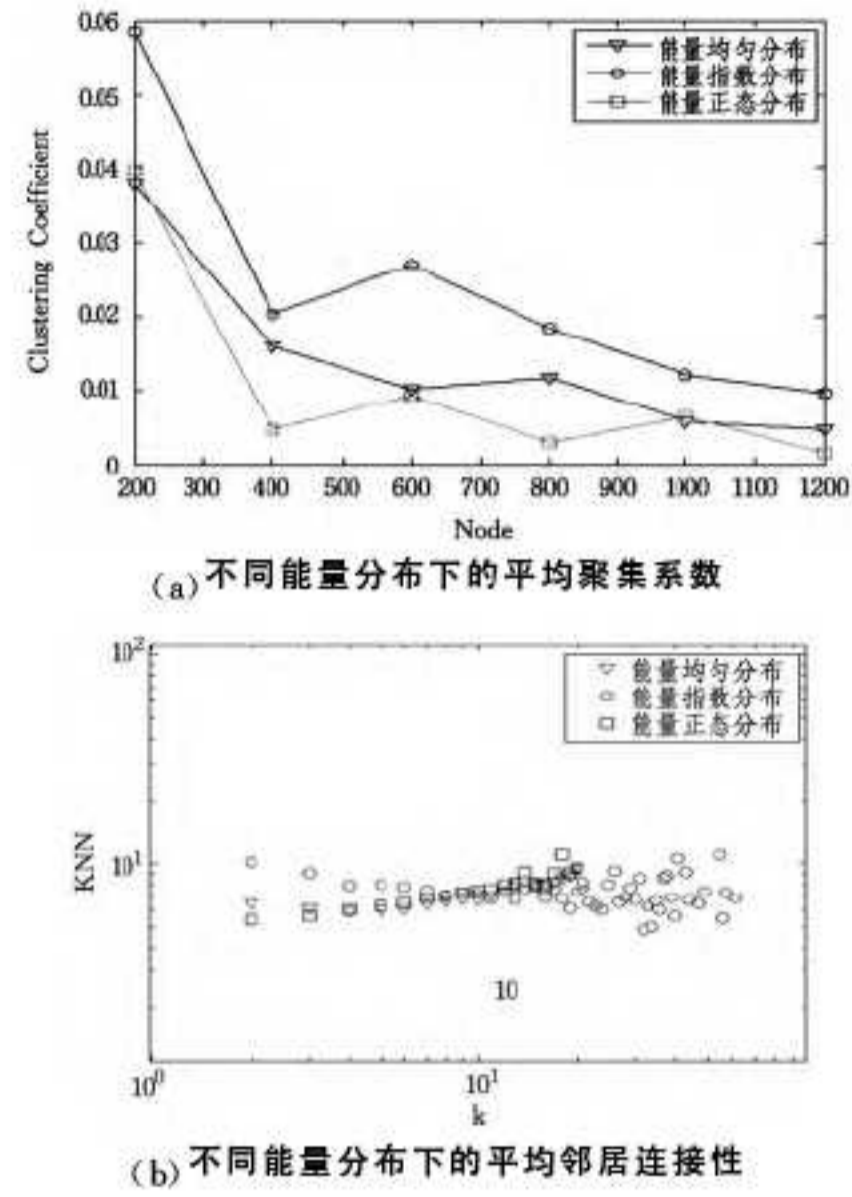 0.06
0.05
0.04
0.03
0.02
0.01
0
Clustering Coefficient
能量均匀分布
能量指数分布
能量正态分布
200 300 400 500 600 700 800 900 1000 1100 1200
Node
(a)不同能量分布下的平均聚集系数
10²
10¹
KNN
能量均匀分布
能量指数分布
能量正态分布
10
10⁰ 10¹
k
(b)不同能量分布下的平均邻居连接性